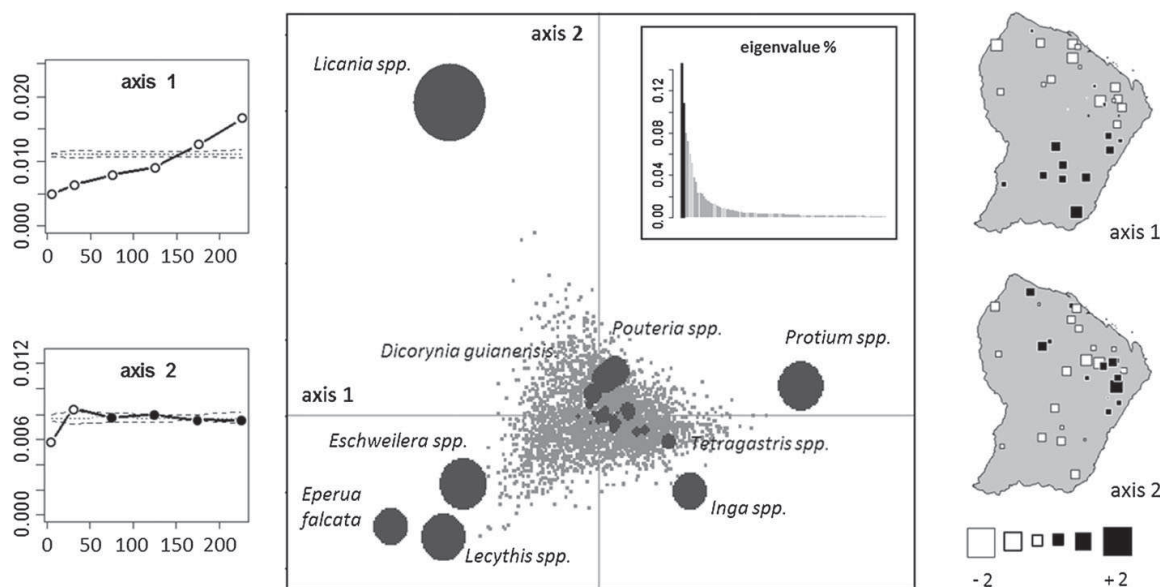 axis 1
0.020
0.010
0.000
0 50 100 150 200
axis 2
0.012
0.006
0.000
0 50 100 150 200
axis 2
Licania spp.
eigenvalue %
0.12
0.08
0.04
0.00
Pouteria spp.
Dicorynia guianensis.
Protium spp.
axis 1
Eschweilera spp.
Tetragastris spp.
Eperua
falcata
Inga spp.
Lecythis spp.
axis 1
axis 2
- 2 + 2